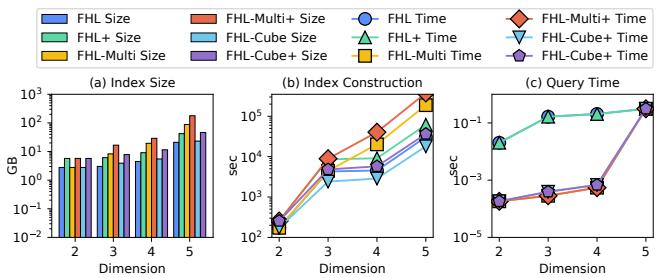 FHL Size FHL-Multi+ Size FHL Time FHL-Multi+ Time
FHL+ Size FHL-Cube Size FHL+ Time FHL-Cube+ Time
FHL-Multi Size FHL-Cube+ Size FHL-Multi Time FHL-Cube+ Time
(a) Index Size (b) Index Construction (c) Query Time
10³
10²
10¹
10⁰
10⁻¹
10⁻²
GB
2 3 4 5
Dimension
10⁵
10⁴
10³
10²
sec
2 3 4 5
Dimension
10⁻¹
10⁻³
10⁻⁵
sec
2 3 4 5
Dimension